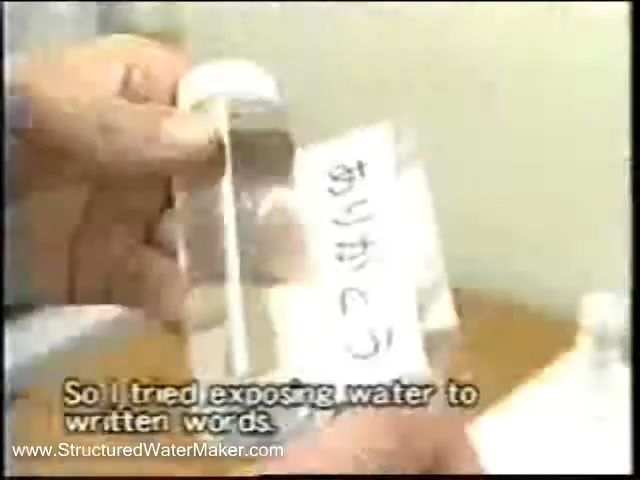 ありがとう
So I tried exposing water to
written words.
www.StructuredWaterMaker.com